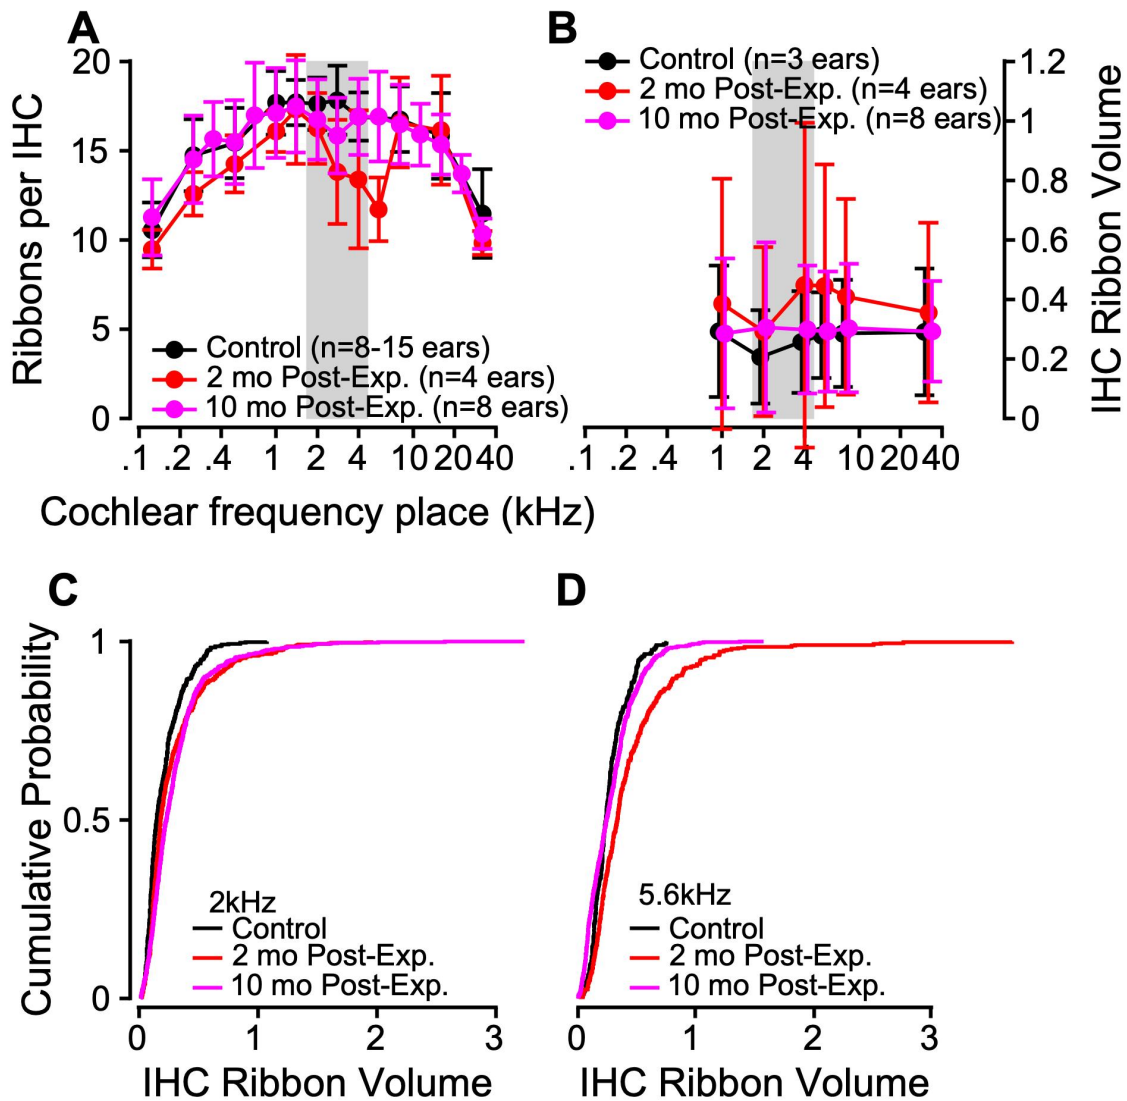 A
B
20
15
10
5
0
Ribbons per IHC
Control (n=8-15 ears)
2 mo Post-Exp. (n=4 ears)
10 mo Post-Exp. (n=8 ears)
.1 .2 .4 1 2 4 10 20 40
Control (n=3 ears)
2 mo Post-Exp. (n=4 ears)
10 mo Post-Exp. (n=8 ears)
1.2
1
0.8
0.6
0.4
0.2
0
IHC Ribbon Volume
.1 .2 .4 1 2 4 10 20 40
Cochlear frequency place (kHz)
C
D
1
0.5
0
Cumulative Probability
2kHz
Control
2 mo Post-Exp.
10 mo Post-Exp.
0 1 2 3
IHC Ribbon Volume
5.6kHz
Control
2 mo Post-Exp.
10 mo Post-Exp.
0 1 2 3
IHC Ribbon Volume